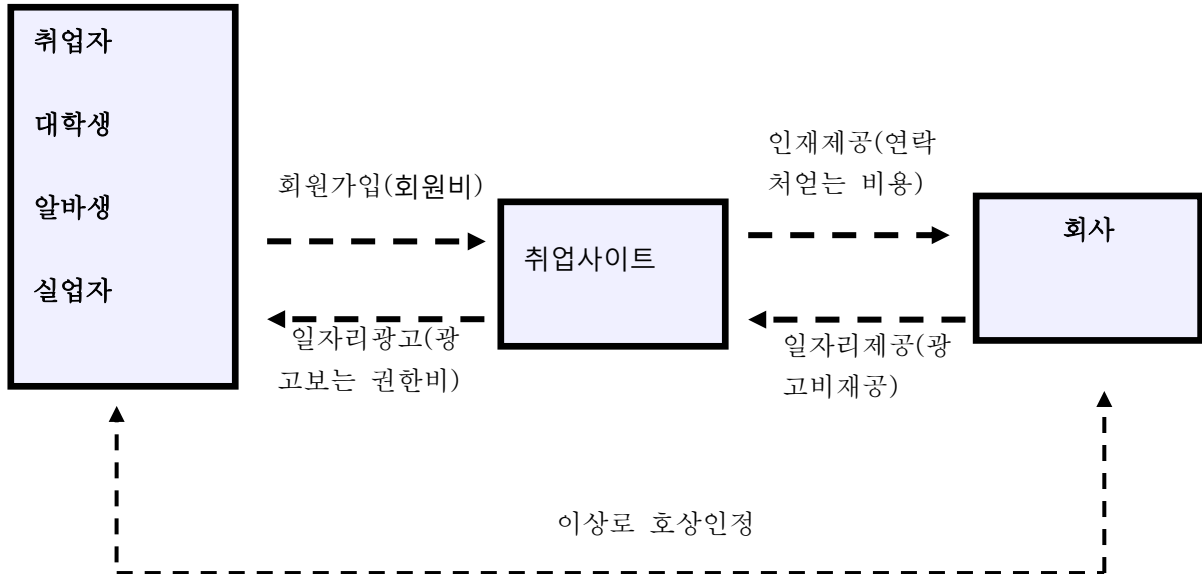 취업자
대학생
알바생
실업자
회원가입(회원비)
일자리광고(광
고보는 권한비)
취업사이트
인재제공(연락
처얻는 비용)
일자리제공(광
고비재공)
회사
이상로 호상인정